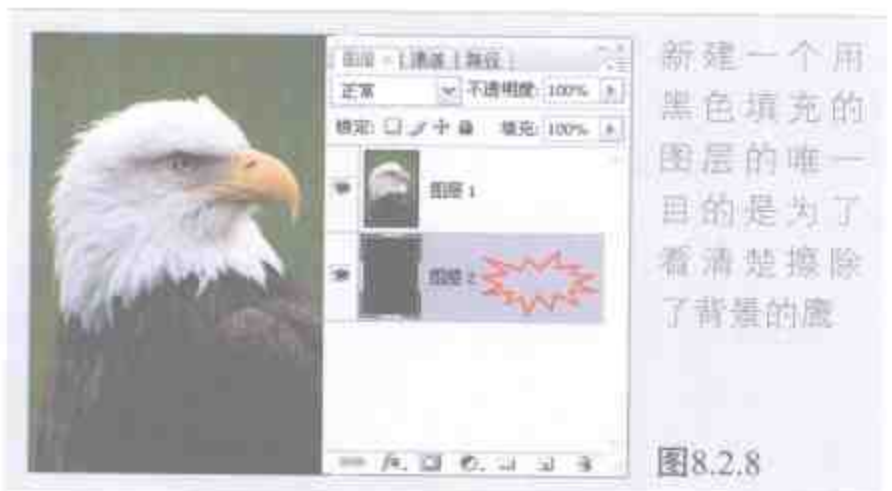 图层 × 通道 路径
正常 不透明度: 100%
锁定: 填充: 100%
图层 1
图层 2
新建一个用
黑色填充的
图层的唯一
目的是为了
看清楚擦除
了背景的鹰
图8.2.8